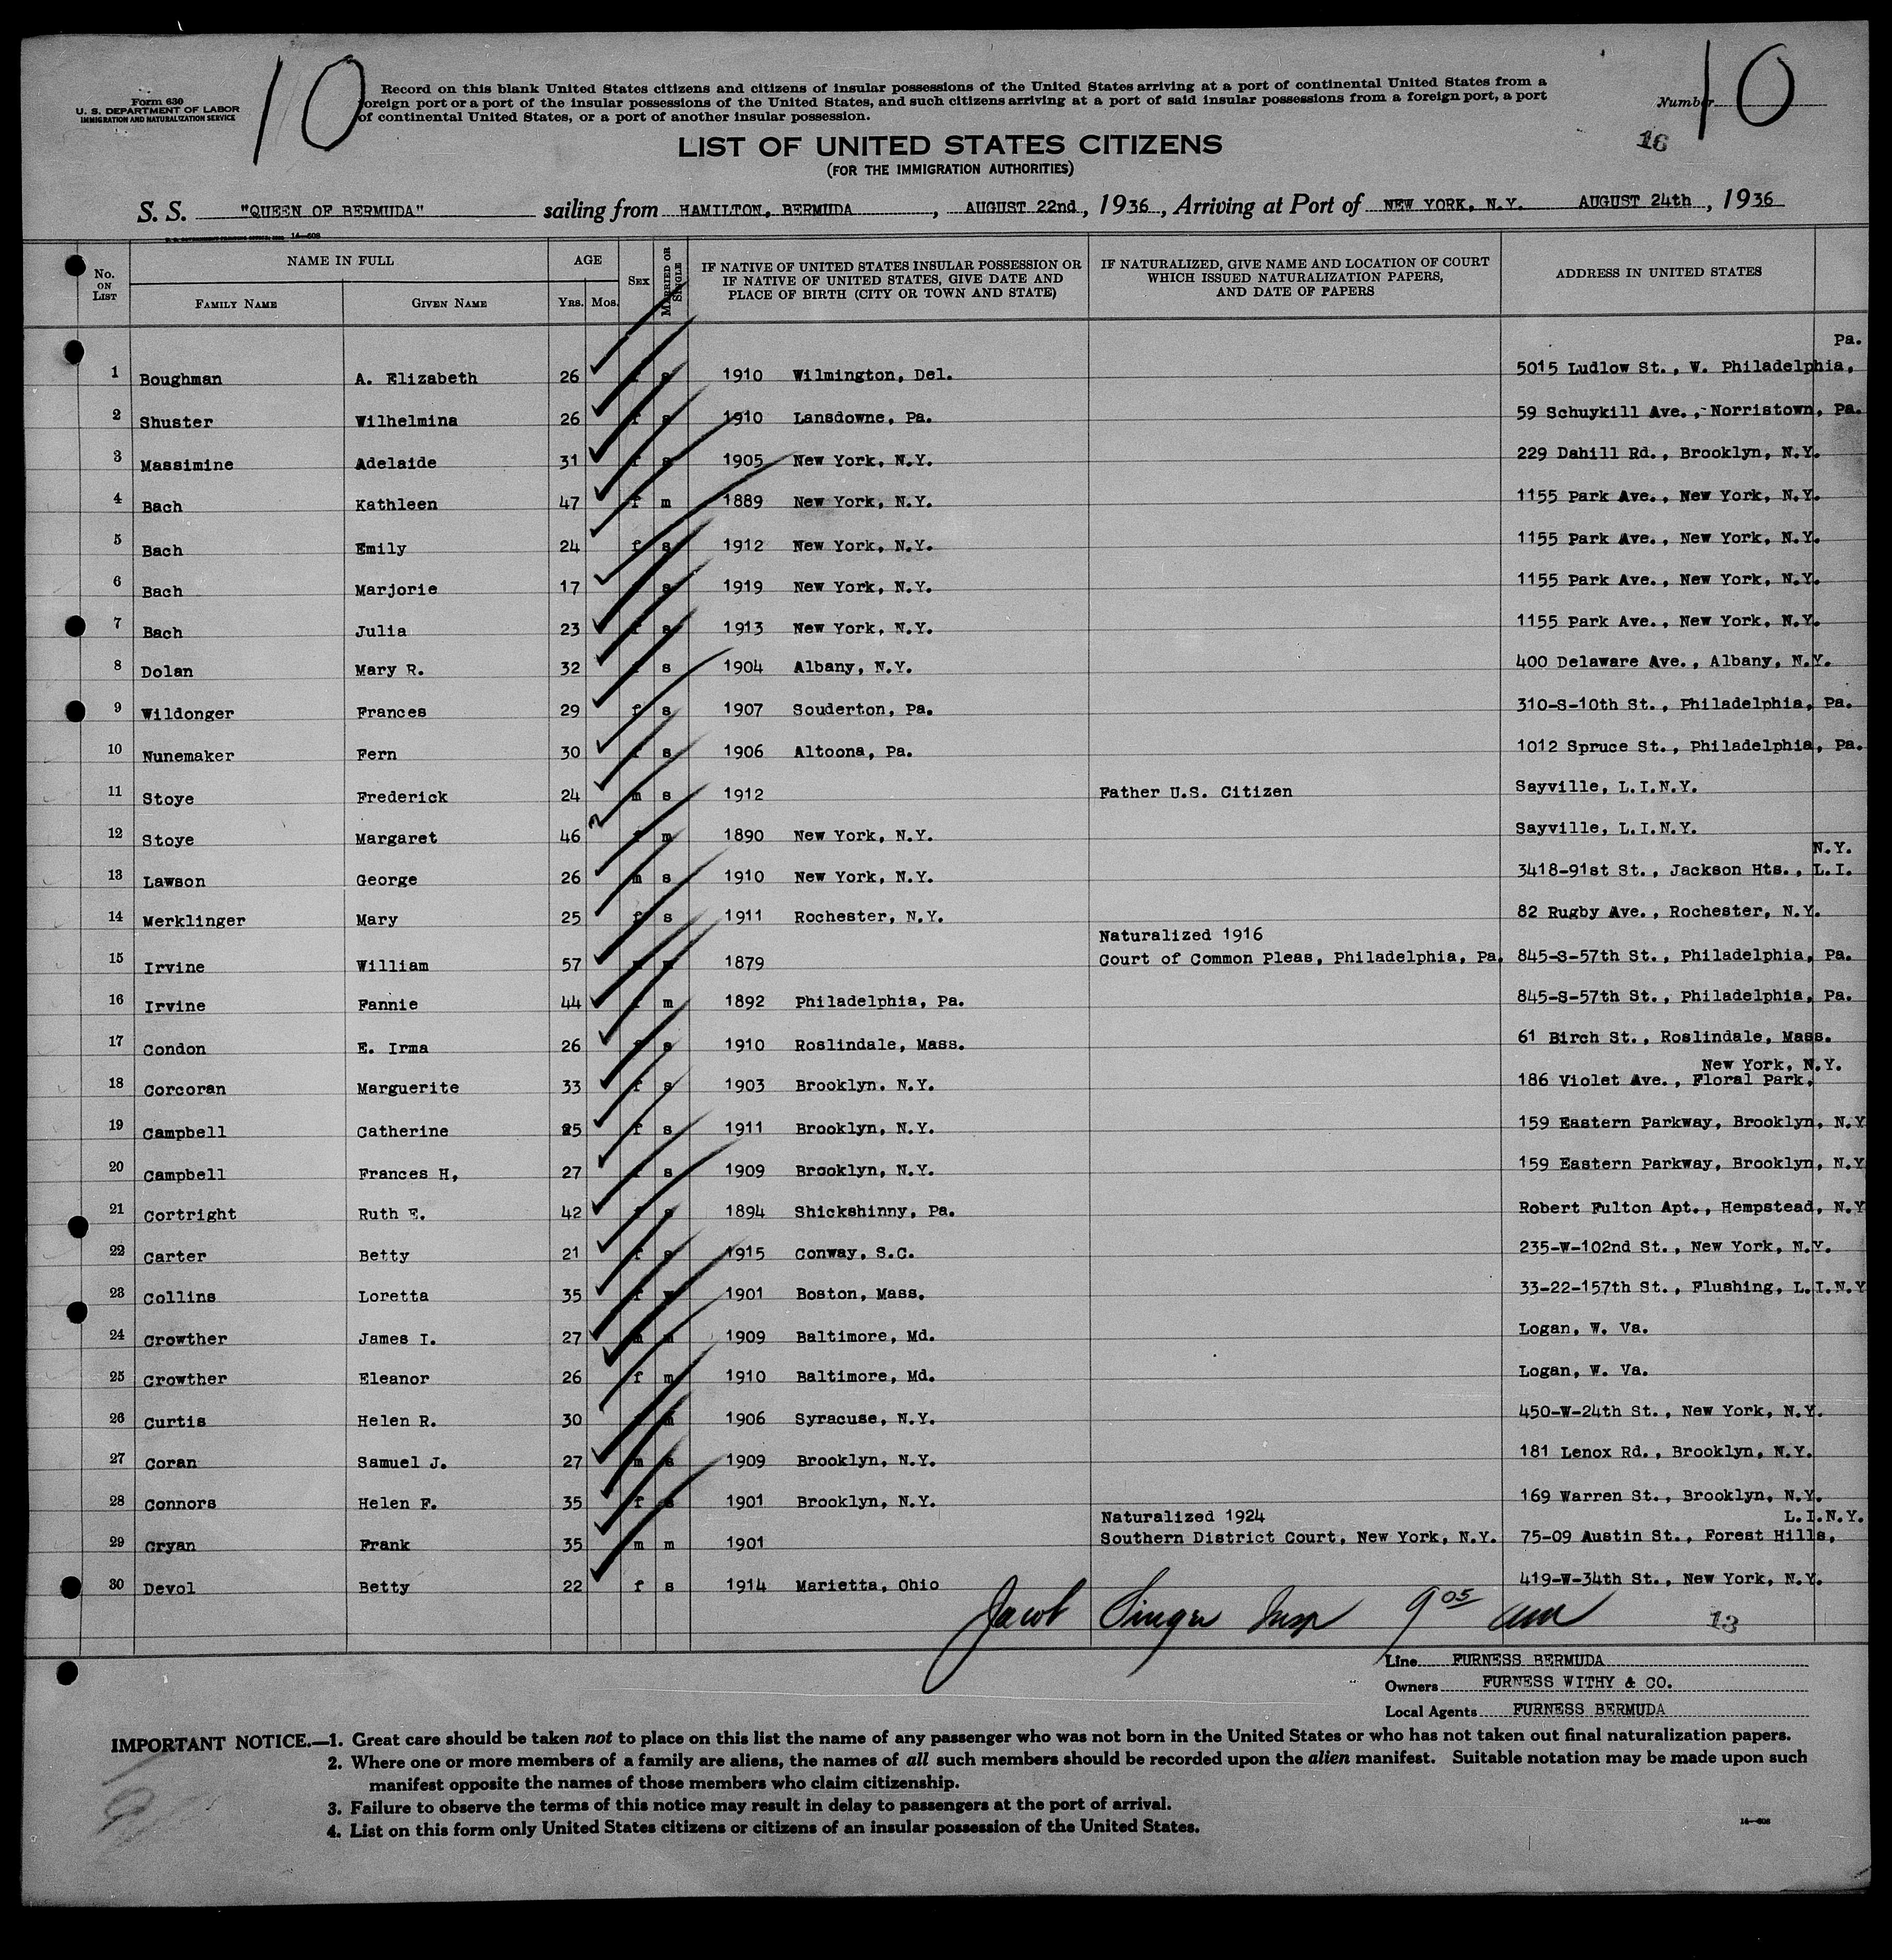 10
10
Form 630
U. S. DEPARTMENT OF LABOR
IMMIGRATION AND NATURALIZATION SERVICE
Record on this blank United States citizens and citizens of insular possessions of the United States arriving at a port of continental United States from a
foreign port or a port of the insular possessions of the United States, and such citizens arriving at a port of said insular possessions from a foreign port, a port
of continental United States, or a port of another insular possession.
Number
16
LIST OF UNITED STATES CITIZENS
(FOR THE IMMIGRATION AUTHORITIES)
S. S. "QUEEN OF BERMUDA" sailing from HAMILTON, BERMUDA, AUGUST 22nd, 1936, Arriving at Port of NEW YORK, N.Y. AUGUST 24th, 1936
14—608
No. ON LIST
NAME IN FULL
FAMILY NAME GIVEN NAME
AGE
YRS. MOS.
SEX
MARRIED OR SINGLE
IF NATIVE OF UNITED STATES INSULAR POSSESSION OR
IF NATIVE OF UNITED STATES, GIVE DATE AND
PLACE OF BIRTH (CITY OR TOWN AND STATE)
IF NATURALIZED, GIVE NAME AND LOCATION OF COURT
WHICH ISSUED NATURALIZATION PAPERS,
AND DATE OF PAPERS
ADDRESS IN UNITED STATES
Pa.
1 Boughman A. Elizabeth 26 s 1910 Wilmington, Del. 5015 Ludlow St., W. Philadelphia,
2 Shuster Wilhelmina 26 f s 1910 Lansdowne, Pa. 59 Schuykill Ave., Norristown, Pa.
3 Massimine Adelaide 31 f s 1905 New York, N.Y. 229 Dahill Rd., Brooklyn, N.Y.
4 Bach Kathleen 47 f m 1889 New York, N.Y. 1155 Park Ave., New York, N.Y.
5 Bach Emily 24 f s 1912 New York, N.Y. 1155 Park Ave., New York, N.Y.
6 Bach Marjorie 17 s 1919 New York, N.Y. 1155 Park Ave., New York, N.Y.
7 Bach Julia 23 f s 1913 New York, N.Y. 1155 Park Ave., New York, N.Y.
8 Dolan Mary R. 32 s 1904 Albany, N.Y. 400 Delaware Ave., Albany, N.Y.
9 Wildonger Frances 29 f s 1907 Souderton, Pa. 310-S-10th St., Philadelphia, Pa.
10 Nunemaker Fern 30 f s 1906 Altoona, Pa. 1012 Spruce St., Philadelphia, Pa.
11 Stoye Frederick 24 m s 1912 Father U.S. Citizen Sayville, L.I.N.Y.
12 Stoye Margaret 46 f m 1890 New York, N.Y. Sayville, L.I.N.Y.
N.Y.
13 Lawson George 26 m s 1910 New York, N.Y. 3418-91st St., Jackson Hts., L.I.
14 Merklinger Mary 25 f s 1911 Rochester, N.Y. 82 Rugby Ave., Rochester, N.Y.
Naturalized 1916
15 Irvine William 57 1879 Court of Common Pleas, Philadelphia, Pa. 845-S-57th St., Philadelphia, Pa.
16 Irvine Fannie 44 f m 1892 Philadelphia, Pa. 845-S-57th St., Philadelphia, Pa.
17 Condon E. Irma 26 f s 1910 Roslindale, Mass. 61 Birch St., Roslindale, Mass.
New York, N.Y.
18 Corcoran Marguerite 33 f s 1903 Brooklyn. N.Y. 186 Violet Ave., Floral Park,
19 Campbell Catherine 25 f s 1911 Brooklyn, N.Y. 159 Eastern Parkway, Brooklyn, N.Y
20 Campbell Frances H, 27 f s 1909 Brooklyn, N.Y. 159 Eastern Parkway, Brooklyn, N.Y
21 Cortright Ruth E. 42 f s 1894 Shickshinny, Pa. Robert Fulton Apt., Hempstead, N.Y
22 Carter Betty 21 f s 1915 Conway, S.C. 235-W-102nd St., New York, N.Y.
23 Collins Loretta 35 f 1901 Boston, Mass. 33-22-157th St., Flushing, L.I.N.Y
24 Crowther James I. 27 m m 1909 Baltimore, Md. Logan, W. Va.
25 Crowther Eleanor 26 f m 1910 Baltimore, Md. Logan, W. Va.
26 Curtis Helen R. 30 1906 Syracuse, N.Y. 450-W-24th St., New York, N.Y.
27 Coran Samuel J. 27 m s 1909 Brooklyn, N.Y. 181 Lenox Rd., Brooklyn, N.Y.
28 Connors Helen F. 35 f s 1901 Brooklyn, N.Y. 169 Warren St., Brooklyn, N.Y.
Naturalized 1924 L.I.N.Y.
29 Cryan Frank 35 m m 1901 Southern District Court, New York, N.Y. 75-09 Austin St., Forest Hills,
30 Devol Betty 22 f s 1914 Marietta, Ohio 419-W-34th St., New York, N.Y.
Jacob Singer Insp 9 05 am
13
Line FURNESS BERMUDA
Owners FURNESS WITHY & CO.
Local Agents FURNESS BERMUDA
IMPORTANT NOTICE.—1. Great care should be taken not to place on this list the name of any passenger who was not born in the United States or who has not taken out final naturalization papers.
2. Where one or more members of a family are aliens, the names of all such members should be recorded upon the alien manifest. Suitable notation may be made upon such
manifest opposite the names of those members who claim citizenship.
3. Failure to observe the terms of this notice may result in delay to passengers at the port of arrival.
4. List on this form only United States citizens or citizens of an insular possession of the United States.
14—608